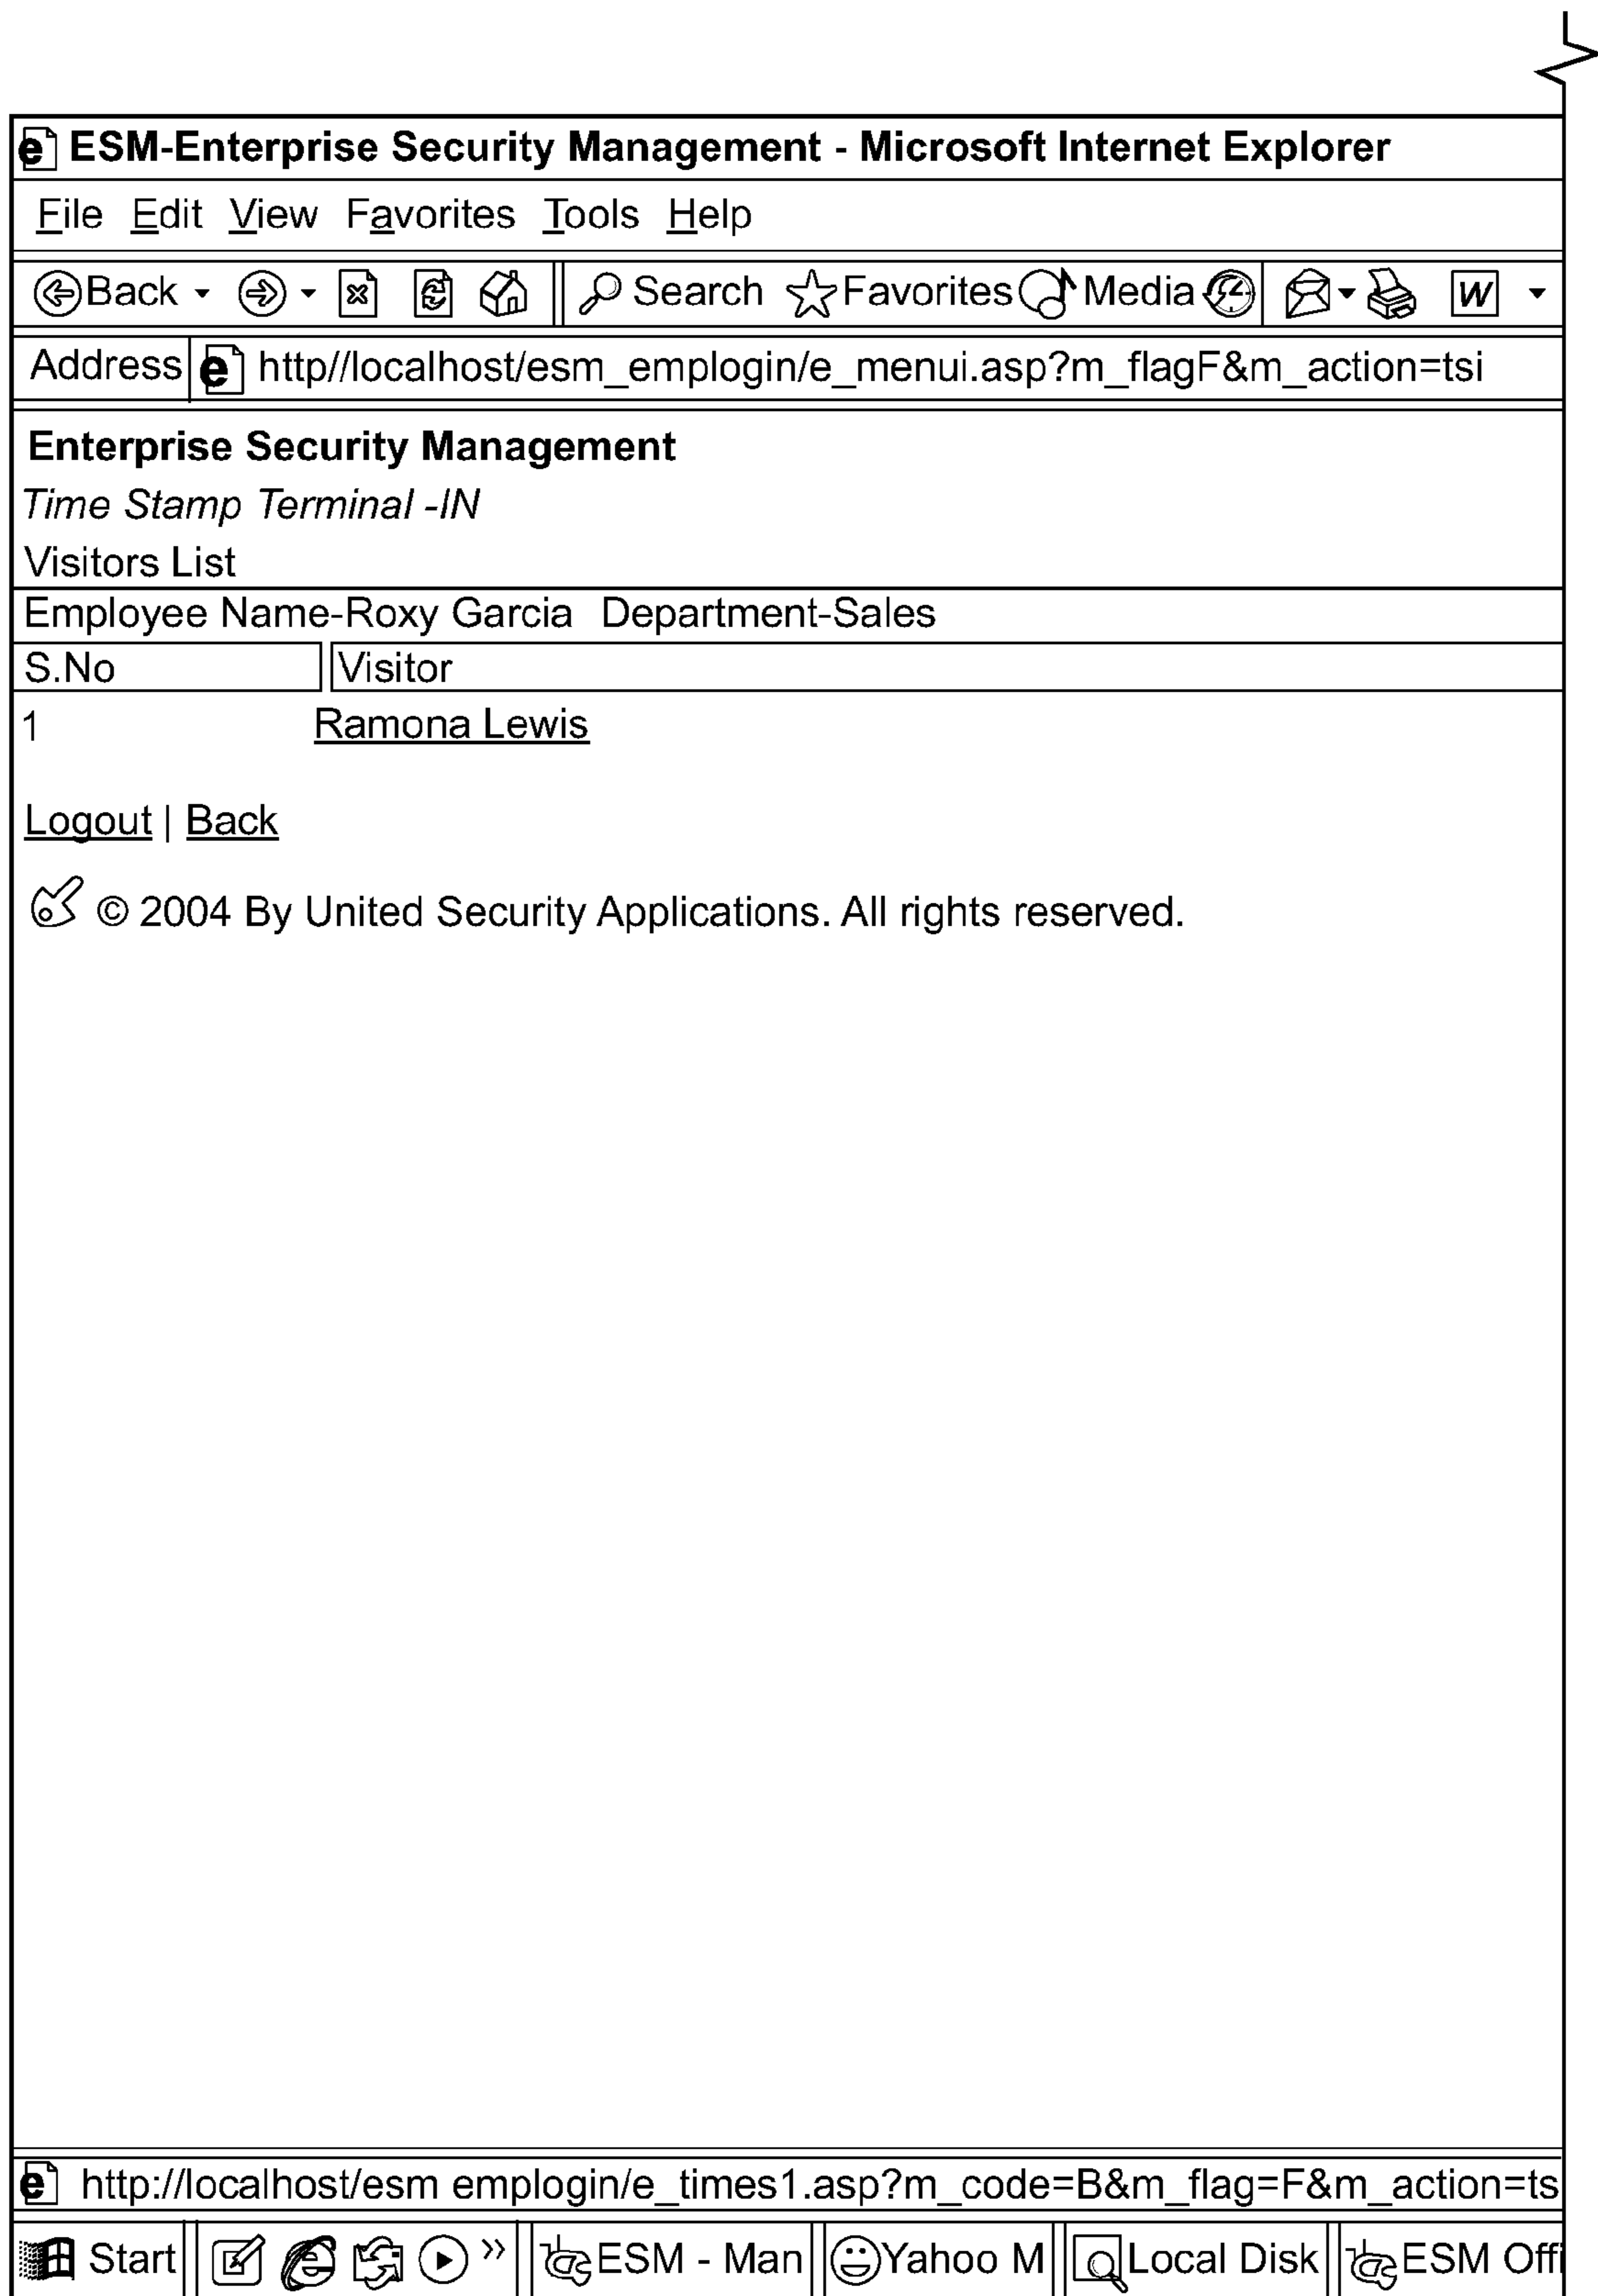 ESM-Enterprise Security Management - Microsoft Internet Explorer
File Edit View Favorites Tools Help
Back Search Favorites Media W
Address http//localhost/esm_emplogin/e_menui.asp?m_flagF&m_action=tsi
Enterprise Security Management
Time Stamp Terminal -IN
Visitors List
Employee Name-Roxy Garcia Department-Sales
S.No Visitor
1 Ramona Lewis
Logout | Back
© 2004 By United Security Applications. All rights reserved.
http://localhost/esm emplogin/e_times1.asp?m_code=B&m_flag=F&m_action=ts
Start » ESM - Man Yahoo M Local Disk ESM Offi